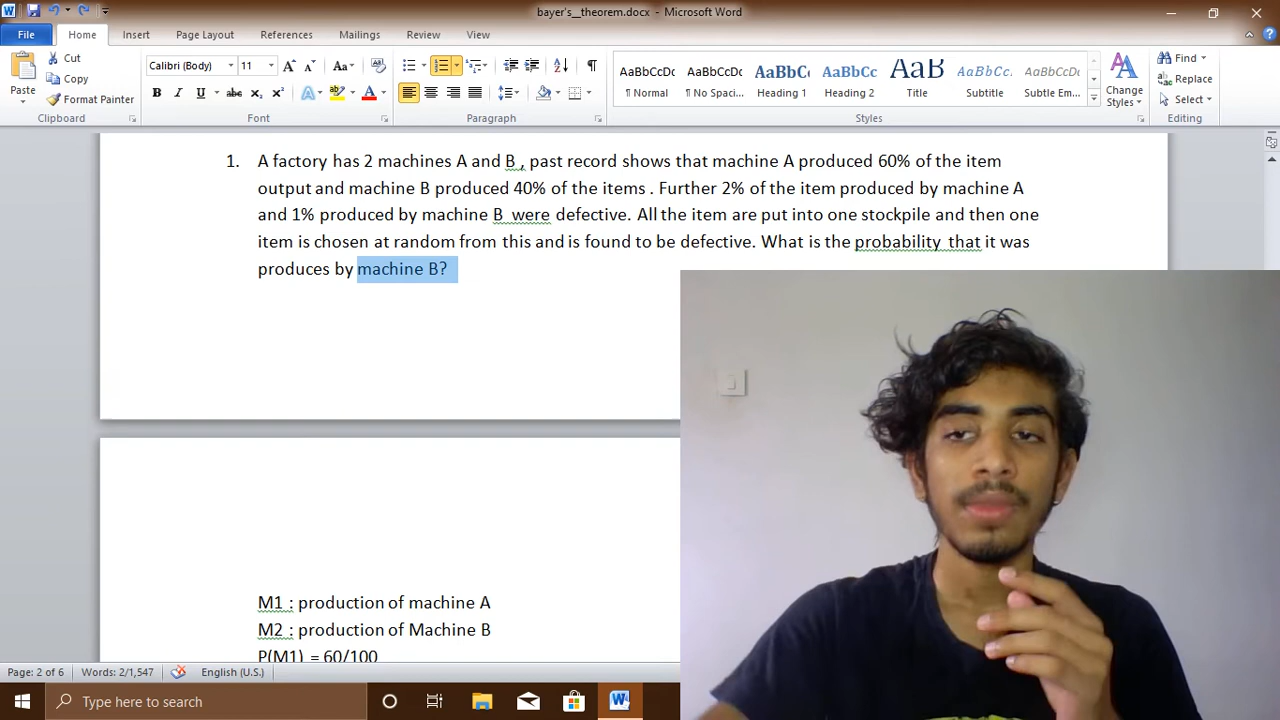 bayer's__theorem.docx - Microsoft Word
File Home Insert Page Layout References Mailings Review View
Paste Cut Copy Format Painter Clipboard
Calibri (Body) 11 Font
Paragraph
AaBbCcDc ¶ Normal
AaBbCcDc ¶ No Spaci...
AaBbCc Heading 1
AaBbCc Heading 2
AaB Title
AaBbCcL Subtitle
AaBbCcDc Subtle Em...
Change Styles Styles
Find Replace Select Editing
1. A factory has 2 machines A and B , past record shows that machine A produced 60% of the item
output and machine B produced 40% of the items . Further 2% of the item produced by machine A
and 1% produced by machine B were defective. All the item are put into one stockpile and then one
item is chosen at random from this and is found to be defective. What is the probability that it was
produces by machine B?
M1 : production of machine A
M2 : production of Machine B
P(M1) = 60/100
Page: 2 of 6 Words: 2/1,547 English (U.S.)
Type here to search